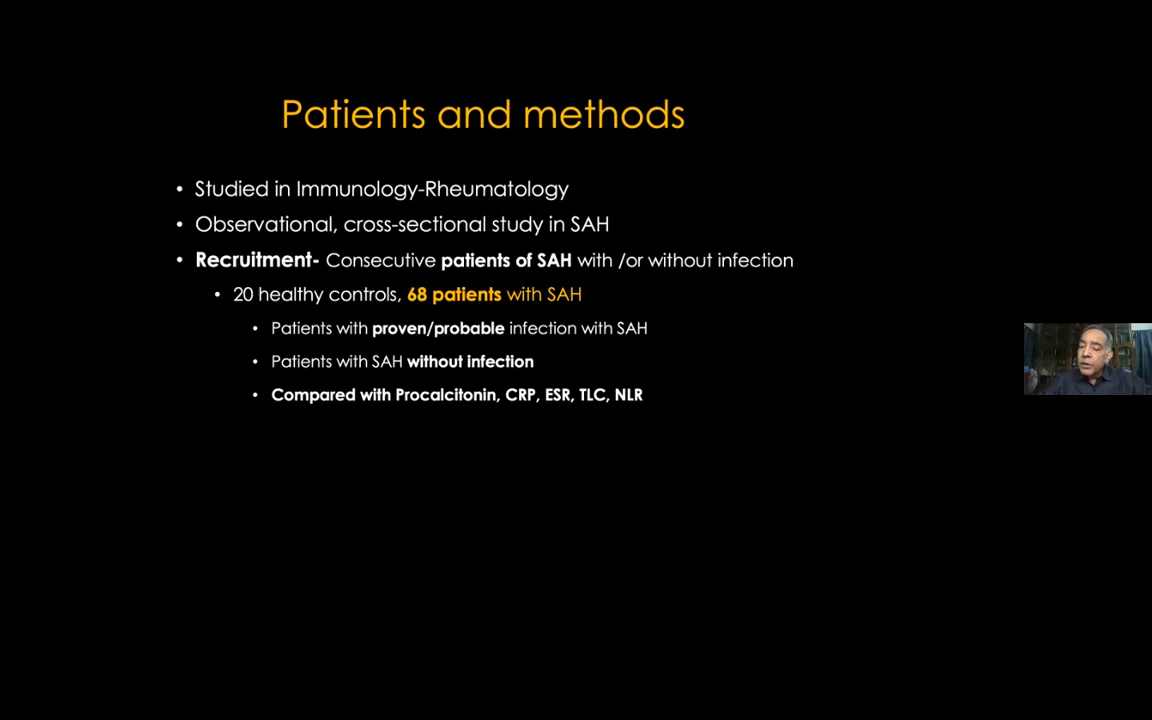 Patients and methods
• Studied in Immunology-Rheumatology
• Observational, cross-sectional study in SAH
• Recruitment- Consecutive patients of SAH with /or without infection
• 20 healthy controls, 68 patients with SAH
• Patients with proven/probable infection with SAH
• Patients with SAH without infection
• Compared with Procalcitonin, CRP, ESR, TLC, NLR